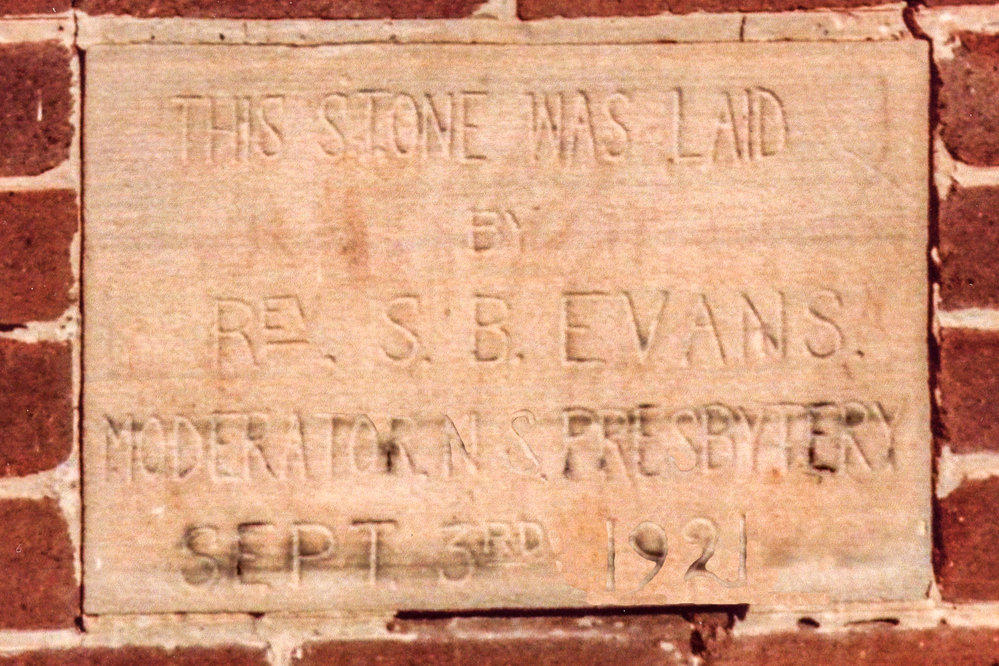 THIS STONE WAS LAID
BY
REV. S. B. EVANS.
MODERATOR N S. PRESBYTERY
SEPT. 3RD. 1921